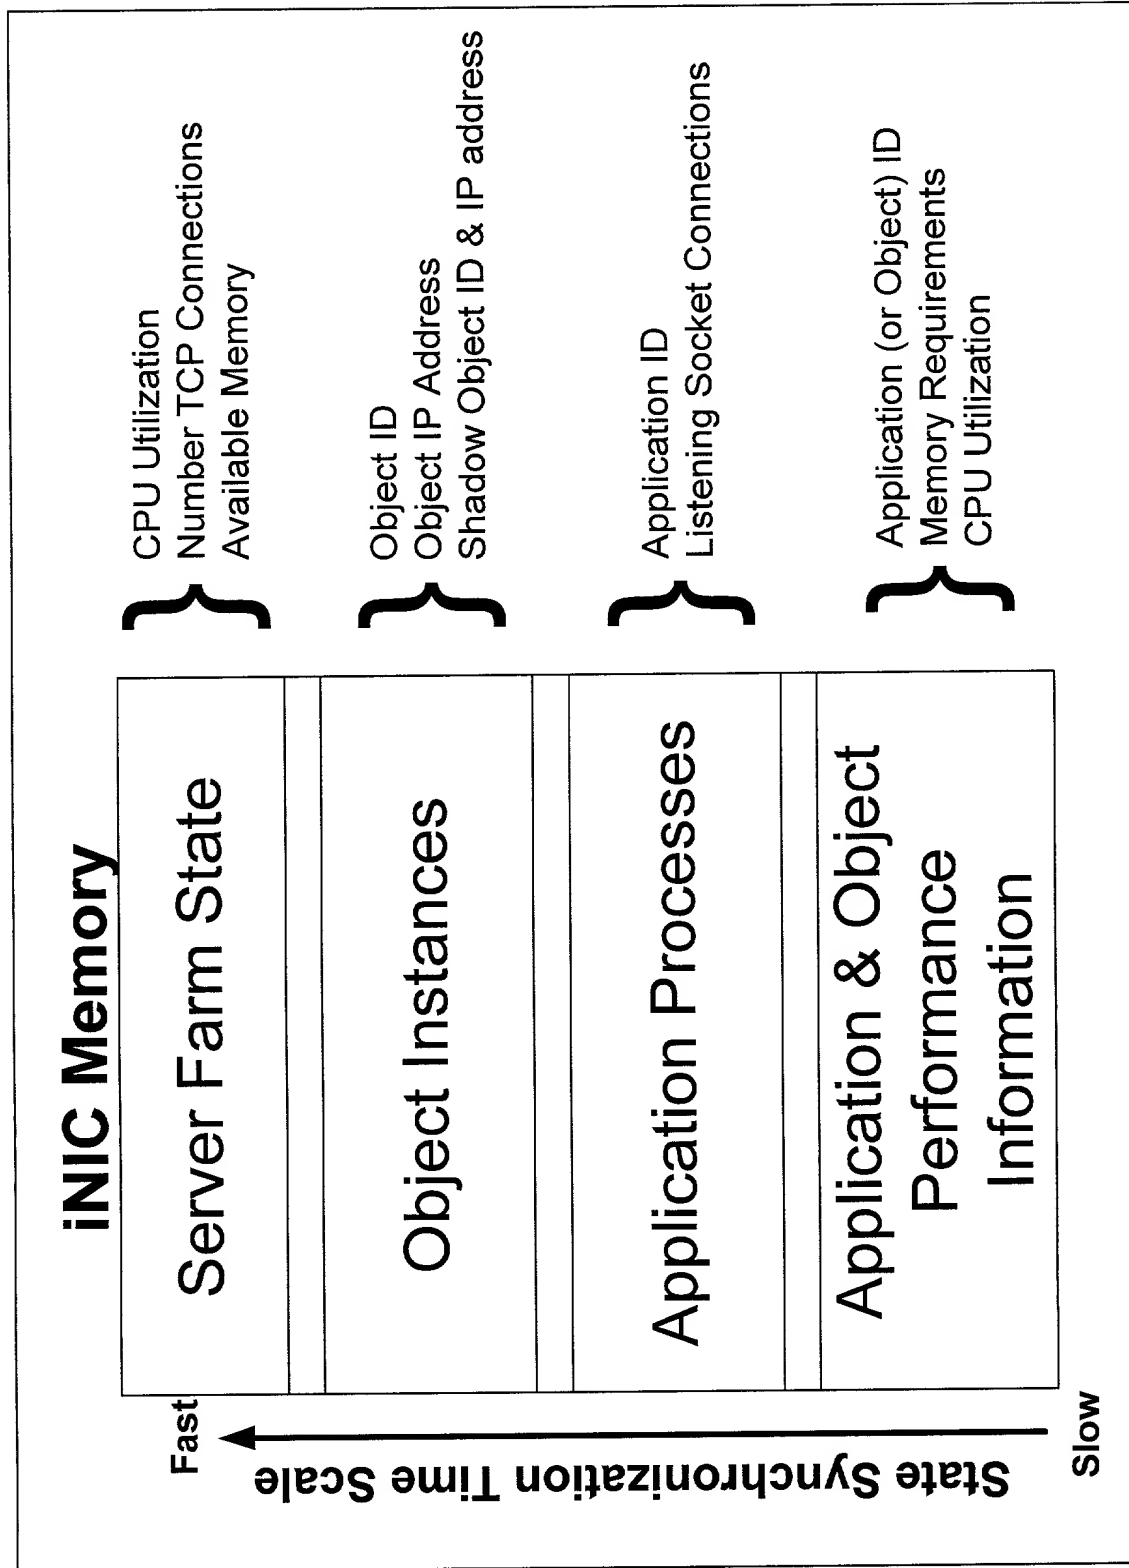 iNIC Memory
Fast
State Synchronization Time Scale
Slow
Server Farm State
CPU Utilization
Number TCP Connections
Available Memory
Object Instances
Object ID
Object IP Address
Shadow Object ID & IP address
Application Processes
Application ID
Listening Socket Connections
Application & Object
Performance
Information
Application (or Object) ID
Memory Requirements
CPU Utilization